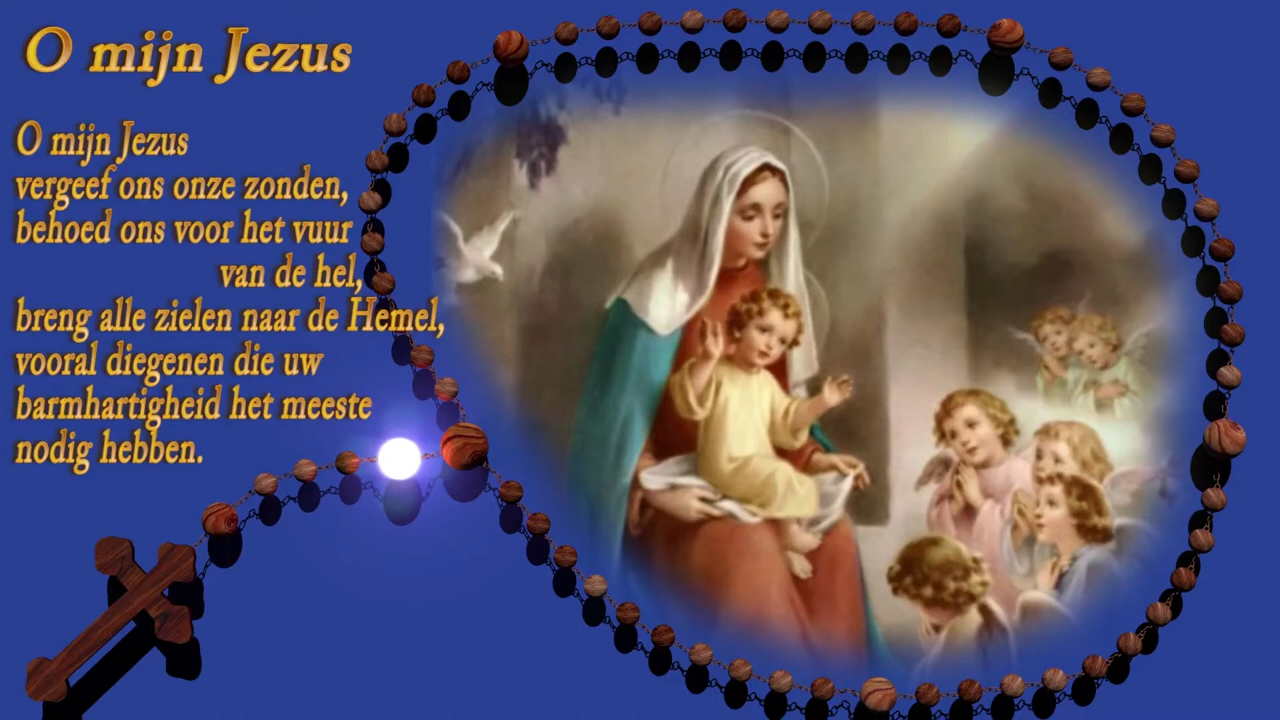 O mijn Jezus
O mijn Jezus
vergeef ons onze zonden,
behoed ons voor het vuur
van de hel,
breng alle zielen naar de Hemel,
vooral diegenen die uw
barmhartigheid het meeste
nodig hebben.